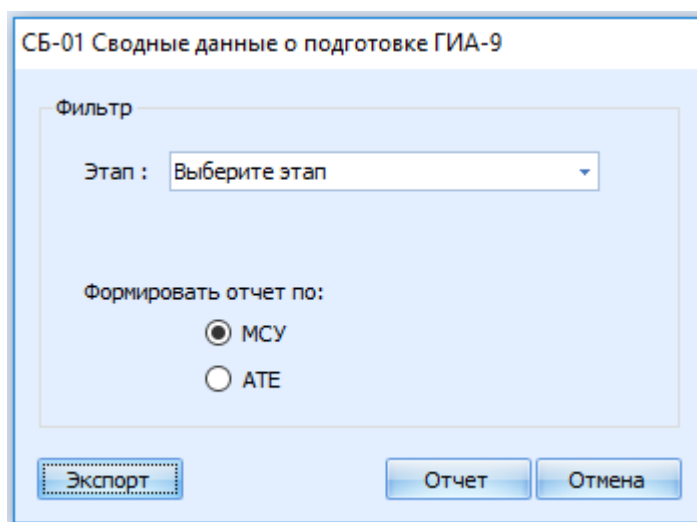 СБ-01 Сводные данные о подготовке ГИА-9
Фильтр
Этап : Выберите этап
Формировать отчет по:
МСУ
АТЕ
Экспорт Отчет Отмена